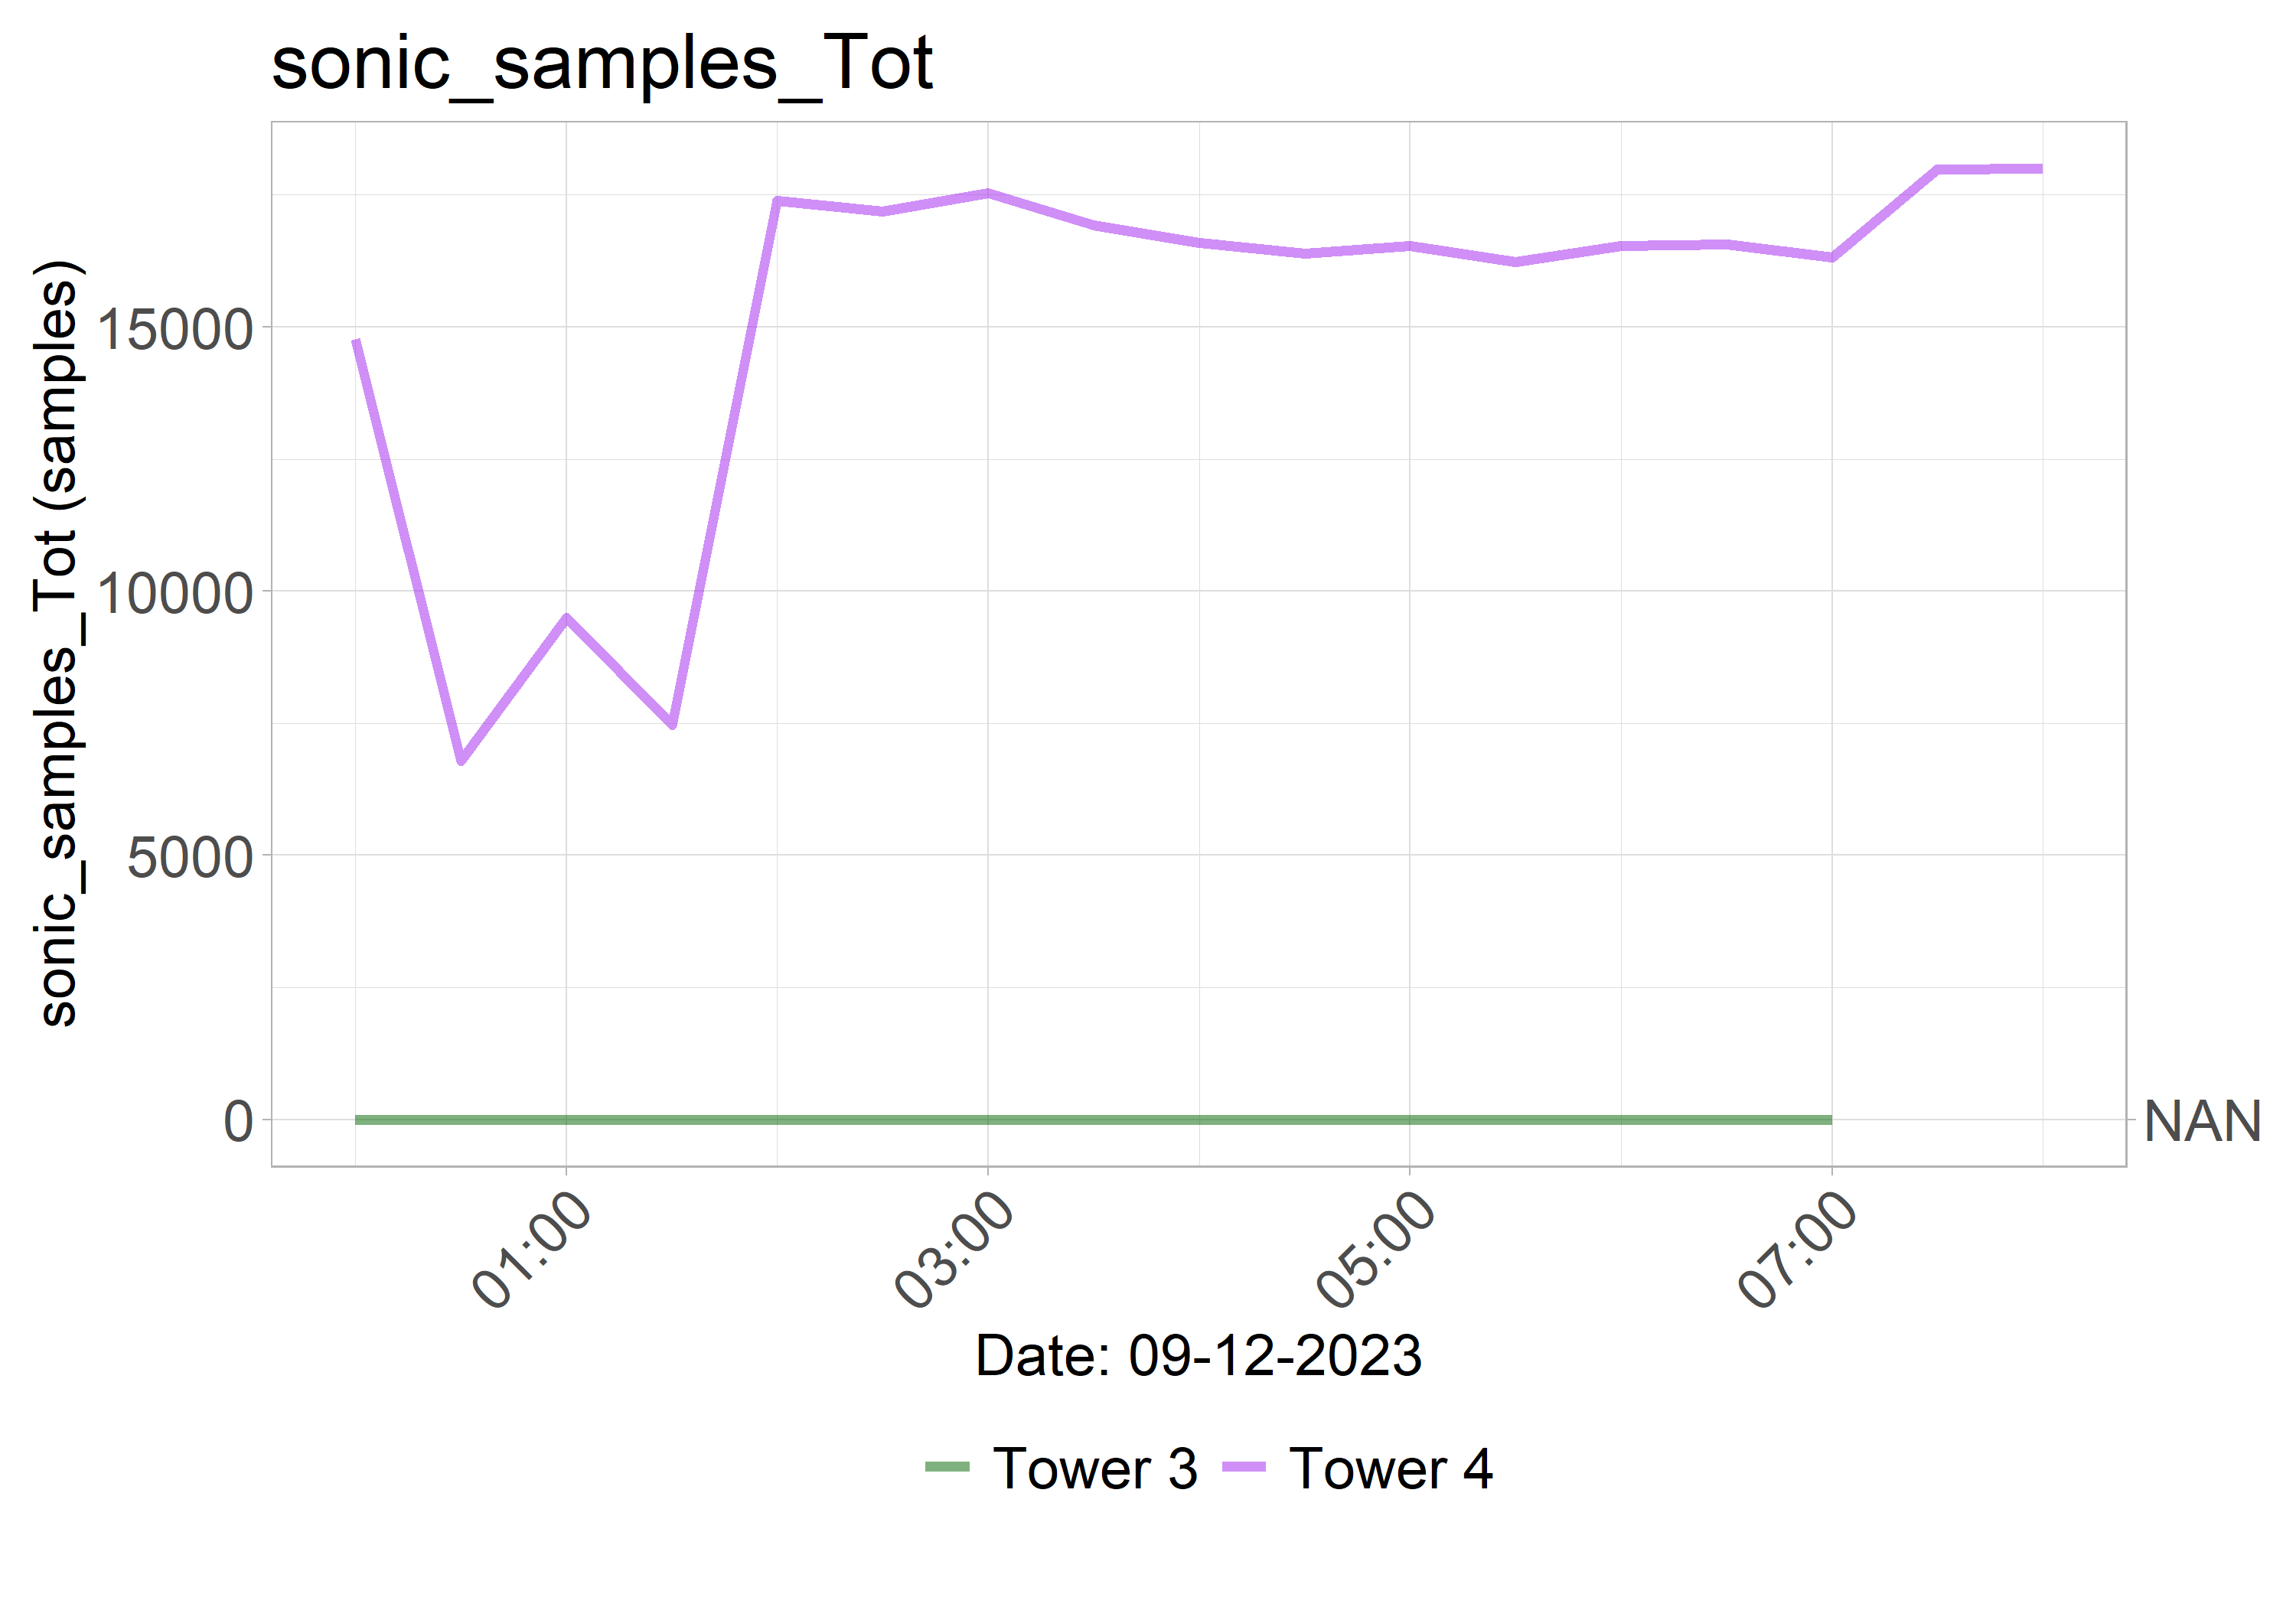 sonic_samples_Tot
sonic_samples_Tot (samples)
15000
10000
5000
0
NAN
01:00
03:00
05:00
07:00
Date: 09-12-2023
Tower 3
Tower 4